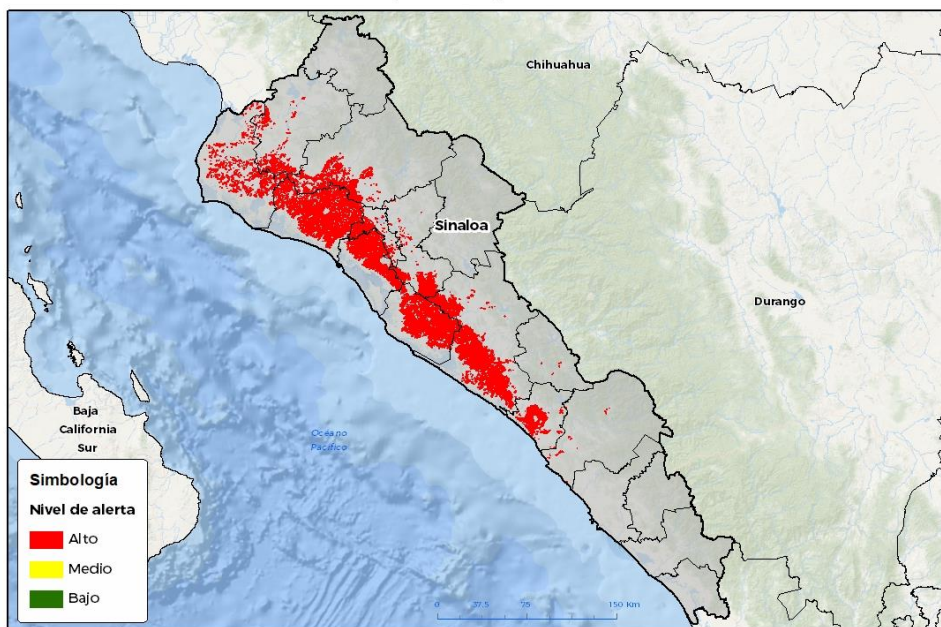 Chihuahua
Sinaloa
Durango
Baja
California
Sur
Océano
Pacífico
Simbología
Nivel de alerta
Alto
Medio
Bajo
0 37.5 75 150 Km